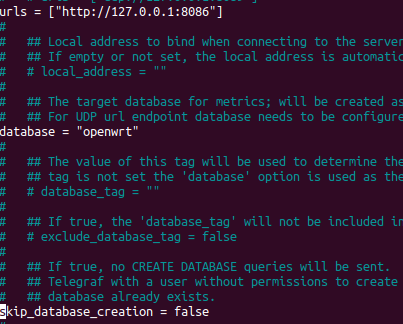 urls = ["http://127.0.0.1:8086"]
#
#   ## Local address to bind when connecting to the server
#   ## If empty or not set, the local address is automatic
#   # local_address = ""
#
#   ## The target database for metrics; will be created as
#   ## For UDP url endpoint database needs to be configure
database = "openwrt"
#
#   ## The value of this tag will be used to determine the
#   ## tag is not set the 'database' option is used as the
#   # database_tag = ""
#
#   ## If true, the 'database_tag' will not be included in
#   # exclude_database_tag = false
#
#   ## If true, no CREATE DATABASE queries will be sent.
#   ## Telegraf with a user without permissions to create
#   ## database already exists.
skip_database_creation = false